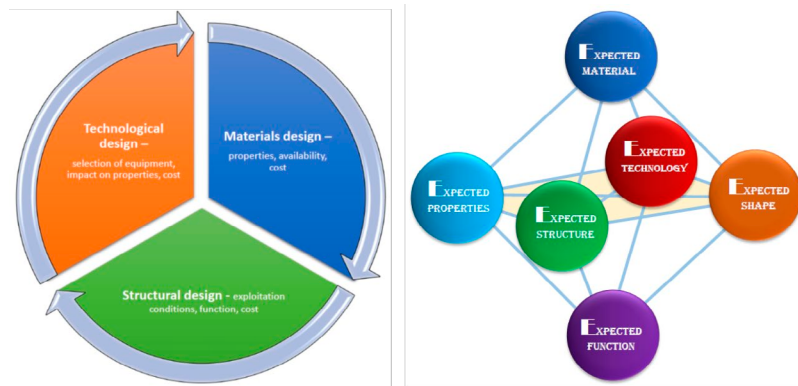 Technological
design –
selection of equipment,
impact on properties, cost
Materials design –
properties, availability,
cost
Structural design - exploitation
conditions, function, cost
EXPECTED
MATERIAL
EXPECTED
TECHNOLOGY
EXPECTED
PROPERTIES
EXPECTED
STRUCTURE
EXPECTED
SHAPE
EXPECTED
FUNCTION